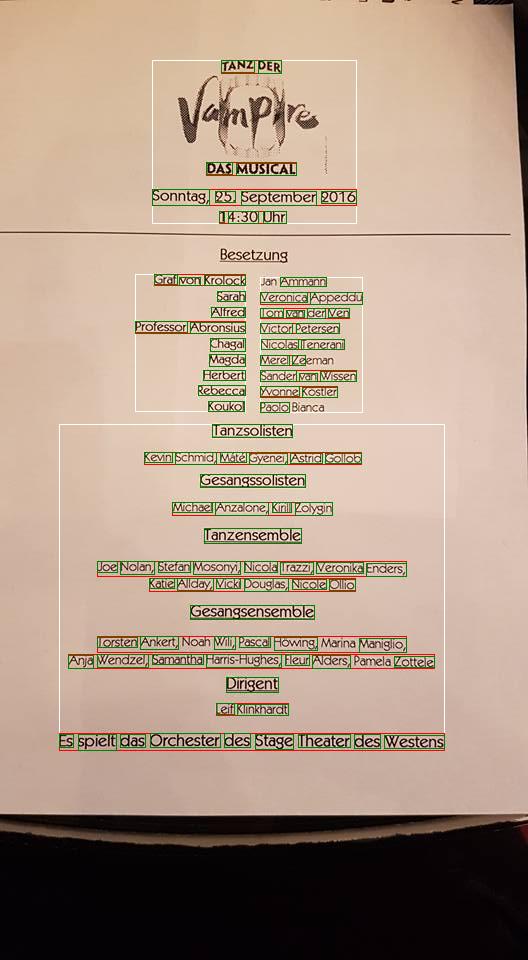 TANZ DER
Vampire
DAS MUSICAL
Sonntag, 25. September 2016
14:30 Uhr
Besetzung
Graf von Krolock Jan Ammann
Sarah Veronica Appeddu
Alfred Tom van der Ven
Professor Abronsius Victor Petersen
Chagal Nicolas Tenerani
Magda Merel Zeeman
Herbert Sander van Wissen
Rebecca Yvonne Köstler
Koukol Paolo Bianca
Tanzsolisten
Kevin Schmid, Máté Gyenei, Astrid Gollob
Gesangssolisten
Michael Anzalone, Kirill Zolygin
Tanzensemble
Joe Nolan, Stefan Mosonyi, Nicola Trazzi, Veronika Enders,
Katie Allday, Vicki Douglas, Nicole Ollio
Gesangsensemble
Torsten Ankert, Noah Wili, Pascal Höwing, Marina Maniglio,
Anja Wendzel, Samantha Harris-Hughes, Fleur Alders, Pamela Zottele
Dirigent
Leif Klinkhardt
Es spielt das Orchester des Stage Theater des Westens